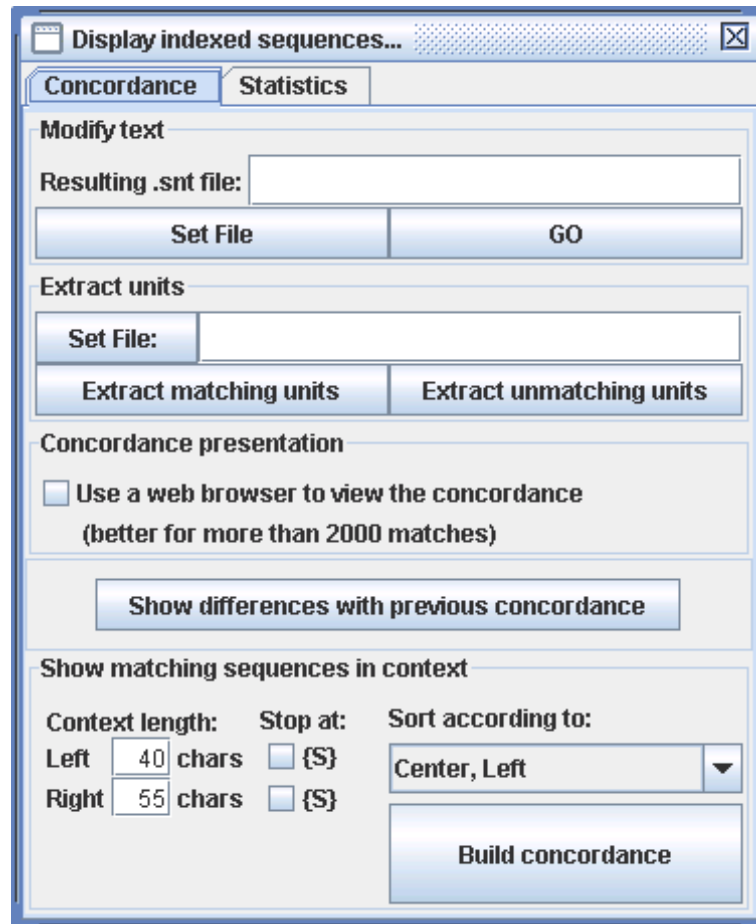 Display indexed sequences...
Concordance Statistics
Modify text
Resulting .snt file:
Set File GO
Extract units
Set File:
Extract matching units Extract unmatching units
Concordance presentation
Use a web browser to view the concordance
(better for more than 2000 matches)
Show differences with previous concordance
Show matching sequences in context
Context length: Stop at: Sort according to:
Left 40 chars {S} Center, Left
Right 55 chars {S}
Build concordance